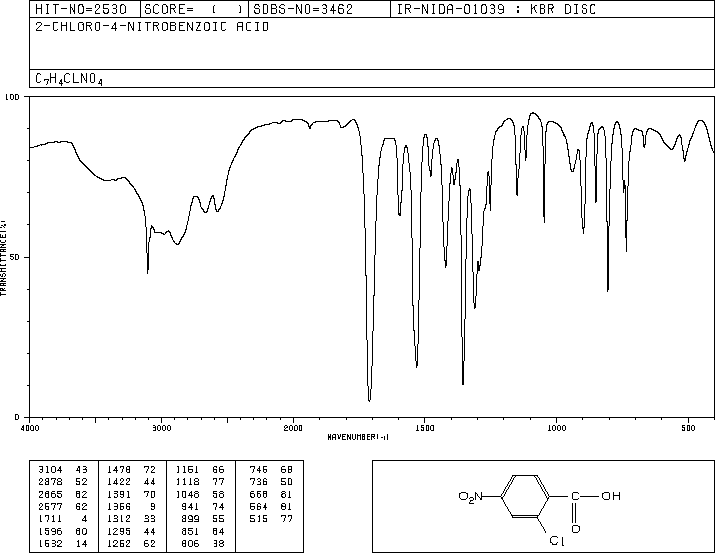 HIT-NO=2530 |SCORE= ( )|SDBS-NO=3462 |IR-NIDA-01039 : KBR DISC
2-CHLORO-4-NITROBENZOIC ACID
C7H4CLNO4
100
50
0
TRANSMITTANCE(%)
4000 3000 2000 1500 1000 500
WAVENUMBER(-1)
3104 43 1478 72 1151 66 746 68
2878 52 1422 44 1118 77 736 50
2665 62 1391 70 1048 58 668 81
2577 62 1356 9 941 74 564 81
1711 4 1312 33 899 55 515 77
1596 60 1295 44 851 64
1532 14 1252 62 806 38
O2N
C
OH
O
Cl